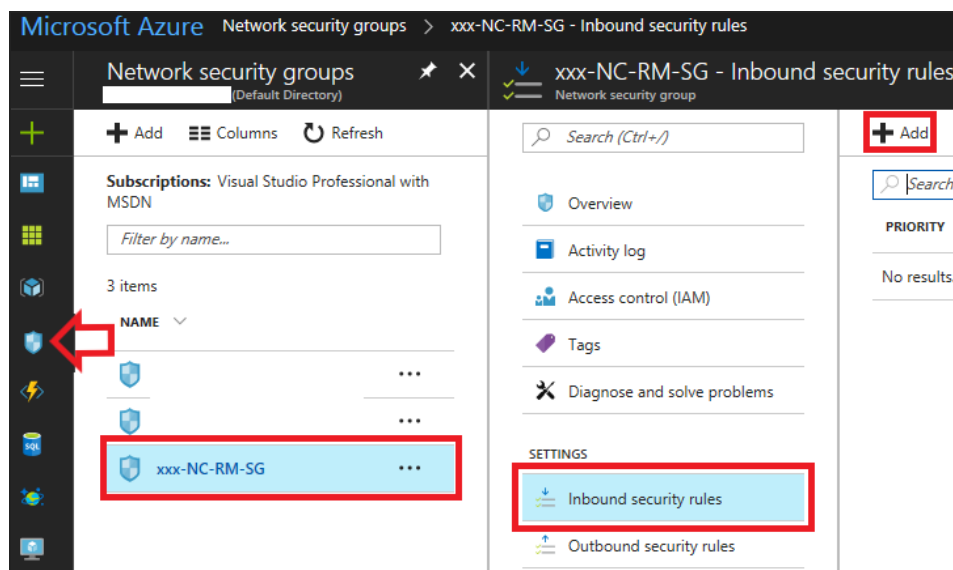 Microsoft Azure Network security groups > xxx-NC-RM-SG - Inbound security rules
Network security groups
(Default Directory)
Add Columns Refresh
Subscriptions: Visual Studio Professional with
MSDN
Filter by name...
3 items
NAME
...
...
xxx-NC-RM-SG ...
xxx-NC-RM-SG - Inbound security rules
Network security group
Search (Ctrl+/)
Overview
Activity log
Access control (IAM)
Tags
Diagnose and solve problems
SETTINGS
Inbound security rules
Outbound security rules
Add
Search
PRIORITY
No results.
SQL